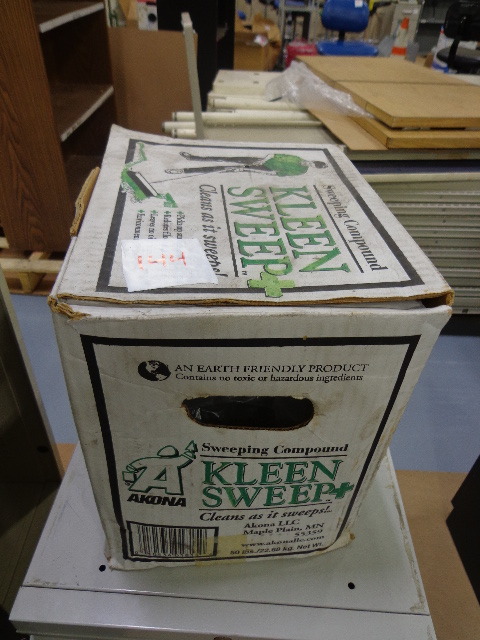 Sweeping Compound
KLEEN
SWEEP+
Cleans as it sweeps!
AN EARTH FRIENDLY PRODUCT
Contains no toxic or hazardous ingredients
Sweeping Compound
KLEEN
SWEEP+
Cleans as it sweeps!
A
AKONA
Akona LLC
Maple Plain, MN
55359
www.akonallc.com
50 lbs./22.68 kg. Net Wt.